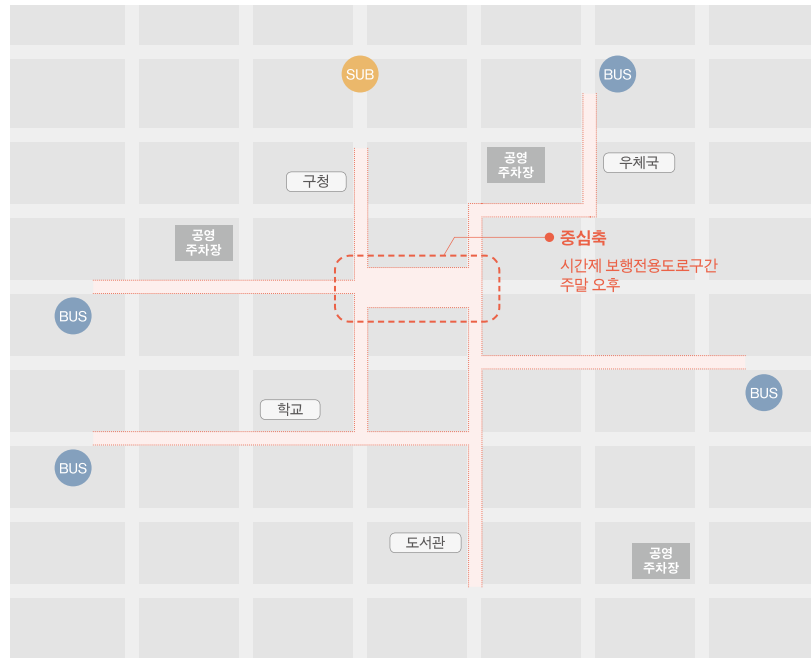 SUB
BUS
공영
주차장
우체국
구청
공영
주차장
중심축
시간제 보행전용도로구간
주말 오후
BUS
BUS
학교
BUS
도서관
공영
주차장